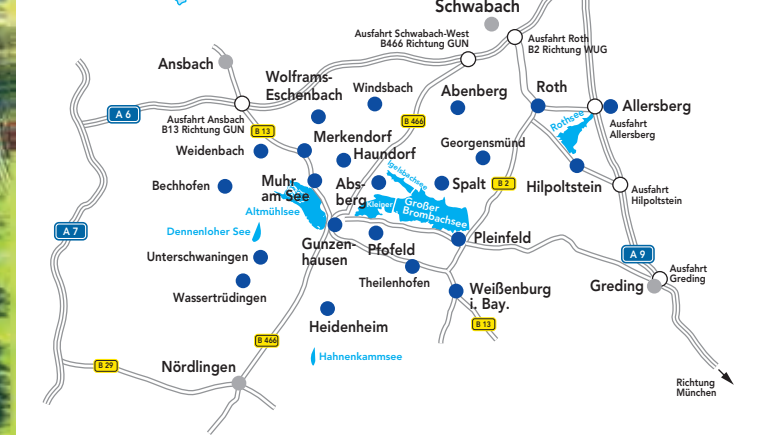 Schwabach
Ausfahrt Schwabach-West
B466 Richtung GUN
Ausfahrt Roth
B2 Richtung WUG
Ansbach
Wolframs-
Eschenbach
Windsbach
Abenberg
Roth
Allersberg
A 6
Ausfahrt Ansbach
B13 Richtung GUN
B 13
B 466
Rothsee
Ausfahrt
Allersberg
Merkendorf
Haundorf
Georgensmünd
Weidenbach
Igelsbachsee
Bechhofen
Muhr
am See
Abs-
berg
Spalt
B 2
Hilpoltstein
Ausfahrt
Hilpoltstein
Altmühlsee
Kleiner
Großer
Brombachsee
A 7
Dennenloher See
Gunzen-
hausen
Pfofeld
Pleinfeld
A 9
Unterschwaningen
Theilenhofen
Ausfahrt
Greding
Greding
Wassertrüdingen
Weißenburg
i. Bay.
B 13
Heidenheim
B 466
Hahnenkammsee
B 29
Nördlingen
Richtung
München